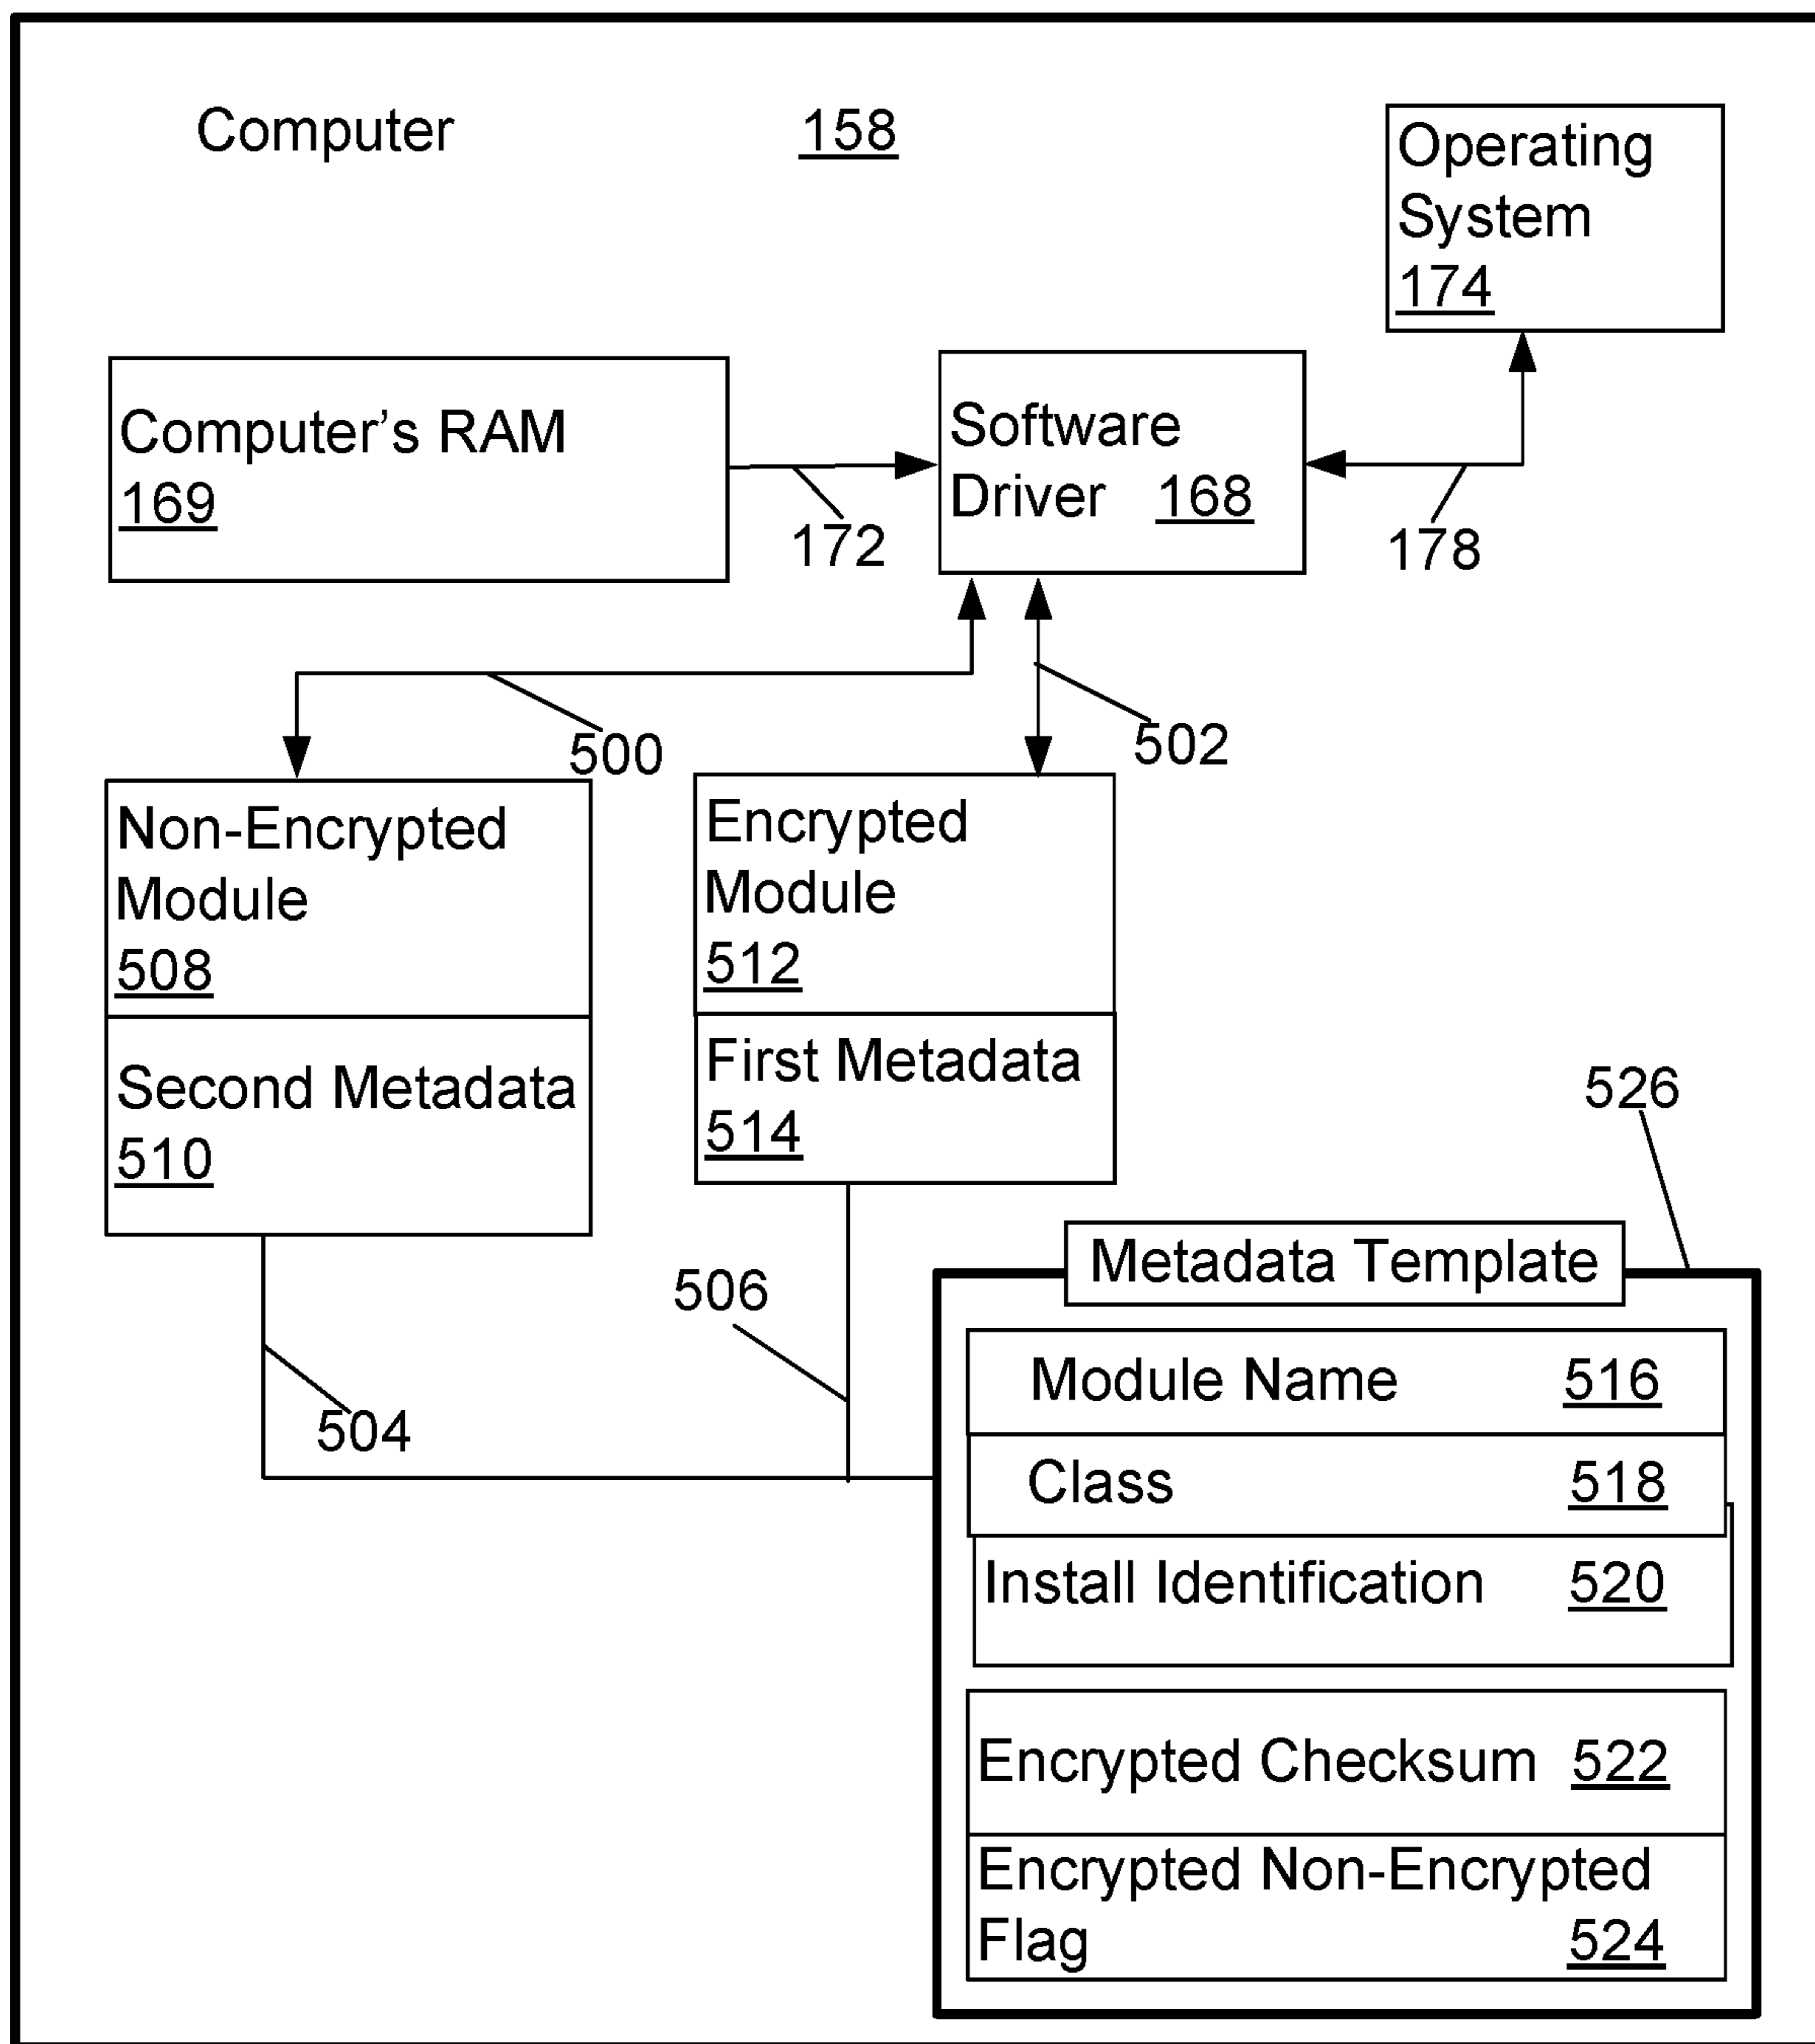 Computer 158
Operating
System
174
Computer's RAM
169
172
Software
Driver 168
178
500
502
Non-Encrypted
Module
508
Second Metadata
510
Encrypted
Module
512
First Metadata
514
504
506
526
Metadata Template
Module Name 516
Class 518
Install Identification 520
Encrypted Checksum 522
Encrypted Non-Encrypted
Flag 524